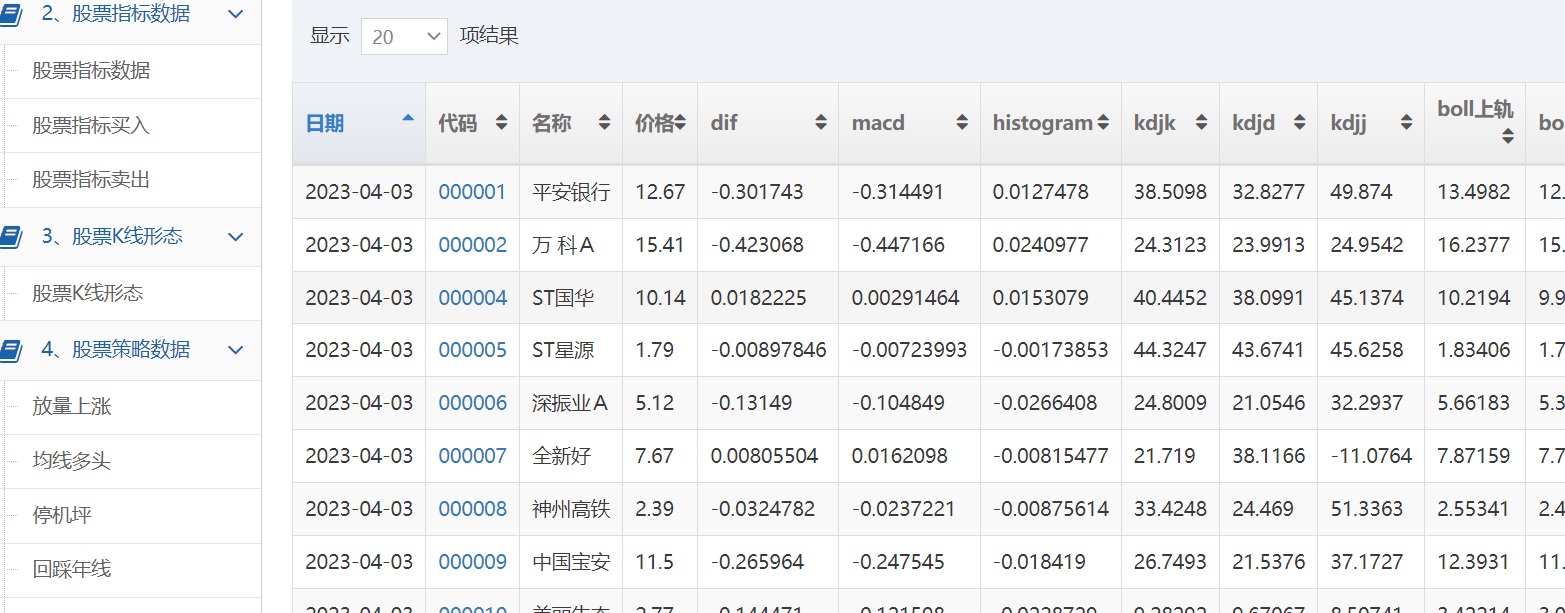 2、股票指标数据
股票指标数据
股票指标买入
股票指标卖出
3、股票K线形态
股票K线形态
4、股票策略数据
放量上涨
均线多头
停机坪
回踩年线
显示 20 项结果
日期 代码 名称 价格 dif macd histogram kdjk kdjd kdjj boll上轨 bo
2023-04-03 000001 平安银行 12.67 -0.301743 -0.314491 0.0127478 38.5098 32.8277 49.874 13.4982 12.
2023-04-03 000002 万 科Ａ 15.41 -0.423068 -0.447166 0.0240977 24.3123 23.9913 24.9542 16.2377 15.
2023-04-03 000004 ST国华 10.14 0.0182225 0.00291464 0.0153079 40.4452 38.0991 45.1374 10.2194 9.9
2023-04-03 000005 ST星源 1.79 -0.00897846 -0.00723993 -0.00173853 44.3247 43.6741 45.6258 1.83406 1.7
2023-04-03 000006 深振业Ａ 5.12 -0.13149 -0.104849 -0.0266408 24.8009 21.0546 32.2937 5.66183 5.3
2023-04-03 000007 全新好 7.67 0.00805504 0.0162098 -0.00815477 21.719 38.1166 -11.0764 7.87159 7.7
2023-04-03 000008 神州高铁 2.39 -0.0324782 -0.0237221 -0.00875614 33.4248 24.469 51.3363 2.55341 2.4
2023-04-03 000009 中国宝安 11.5 -0.265964 -0.247545 -0.018419 26.7493 21.5376 37.1727 12.3931 11.
2023-04-03 000010